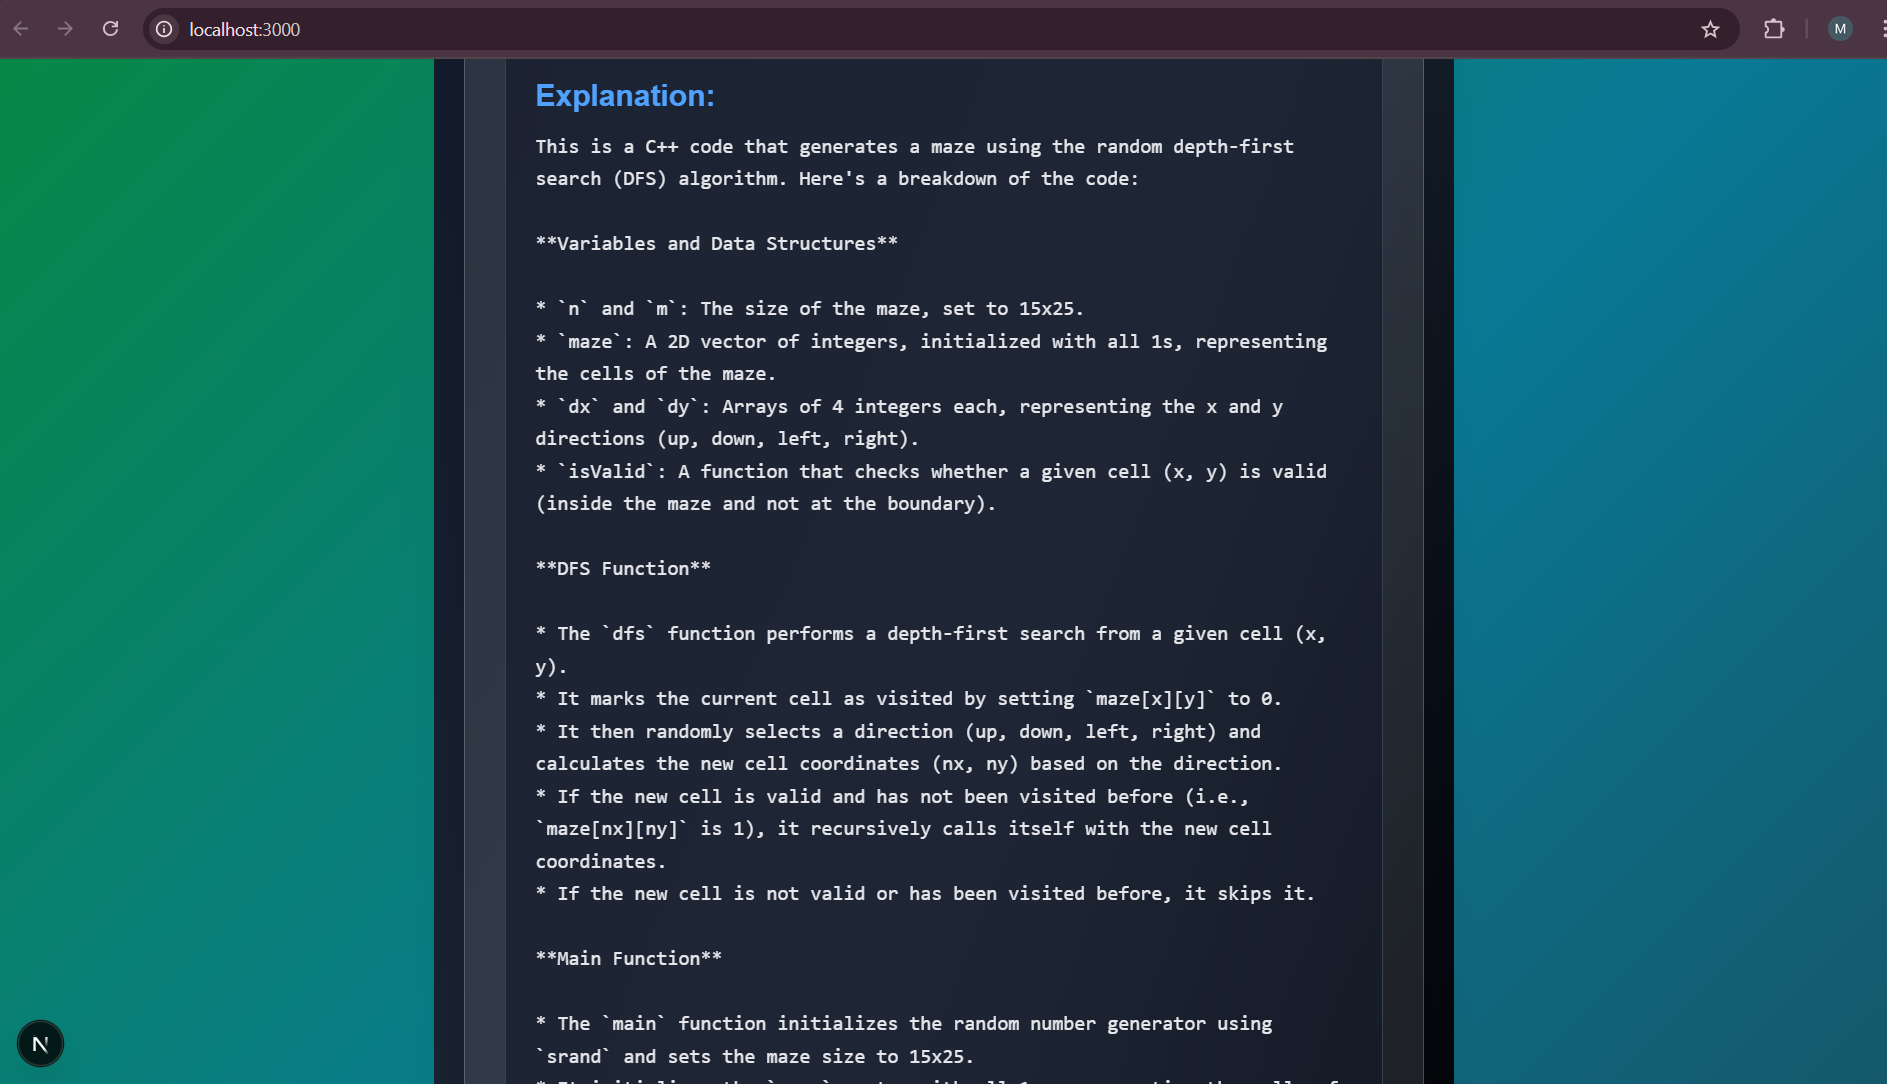 localhost:3000
M
Explanation:
This is a C++ code that generates a maze using the random depth-first
search (DFS) algorithm. Here's a breakdown of the code:
**Variables and Data Structures**
* `n` and `m`: The size of the maze, set to 15x25.
* `maze`: A 2D vector of integers, initialized with all 1s, representing
the cells of the maze.
* `dx` and `dy`: Arrays of 4 integers each, representing the x and y
directions (up, down, left, right).
* `isValid`: A function that checks whether a given cell (x, y) is valid
(inside the maze and not at the boundary).
**DFS Function**
* The `dfs` function performs a depth-first search from a given cell (x,
y).
* It marks the current cell as visited by setting `maze[x][y]` to 0.
* It then randomly selects a direction (up, down, left, right) and
calculates the new cell coordinates (nx, ny) based on the direction.
* If the new cell is valid and has not been visited before (i.e.,
`maze[nx][ny]` is 1), it recursively calls itself with the new cell
coordinates.
* If the new cell is not valid or has been visited before, it skips it.
**Main Function**
* The `main` function initializes the random number generator using
`srand` and sets the maze size to 15x25.
N